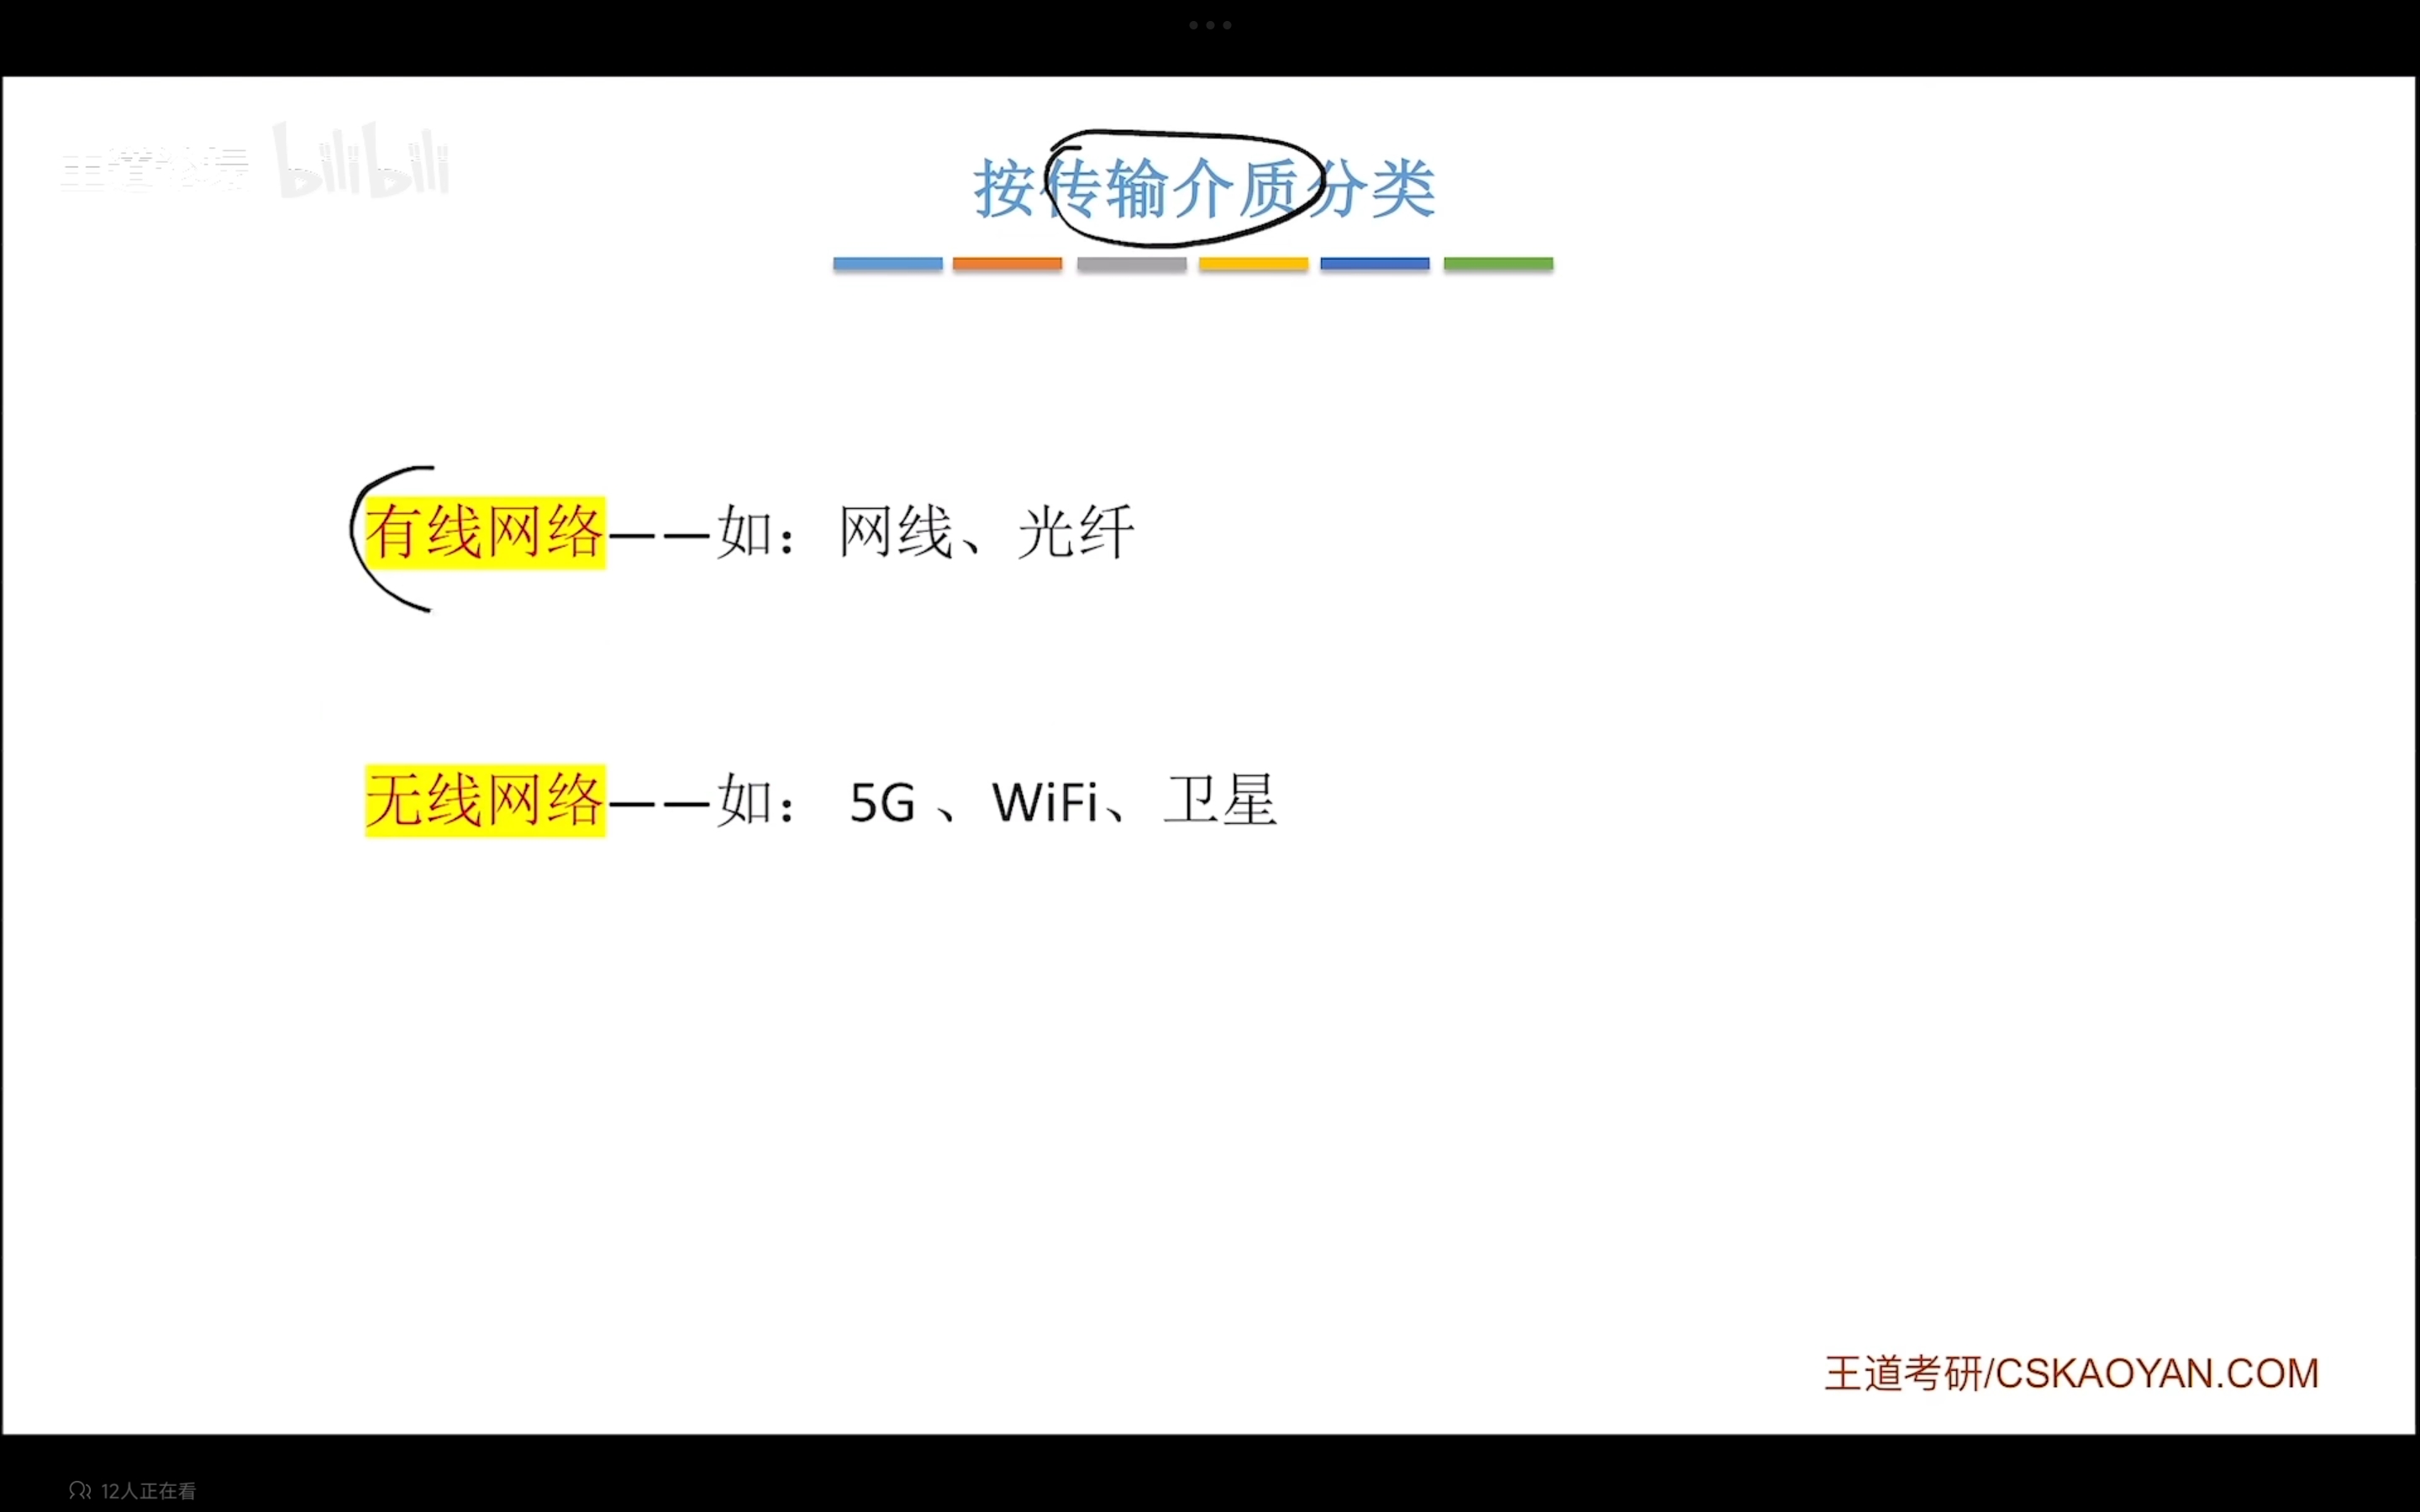 王道论坛 bilibili
按传输介质分类
有线网络——如：网线、光纤
无线网络——如： 5G 、WiFi、卫星
王道考研/CSKAOYAN.COM
12人正在看